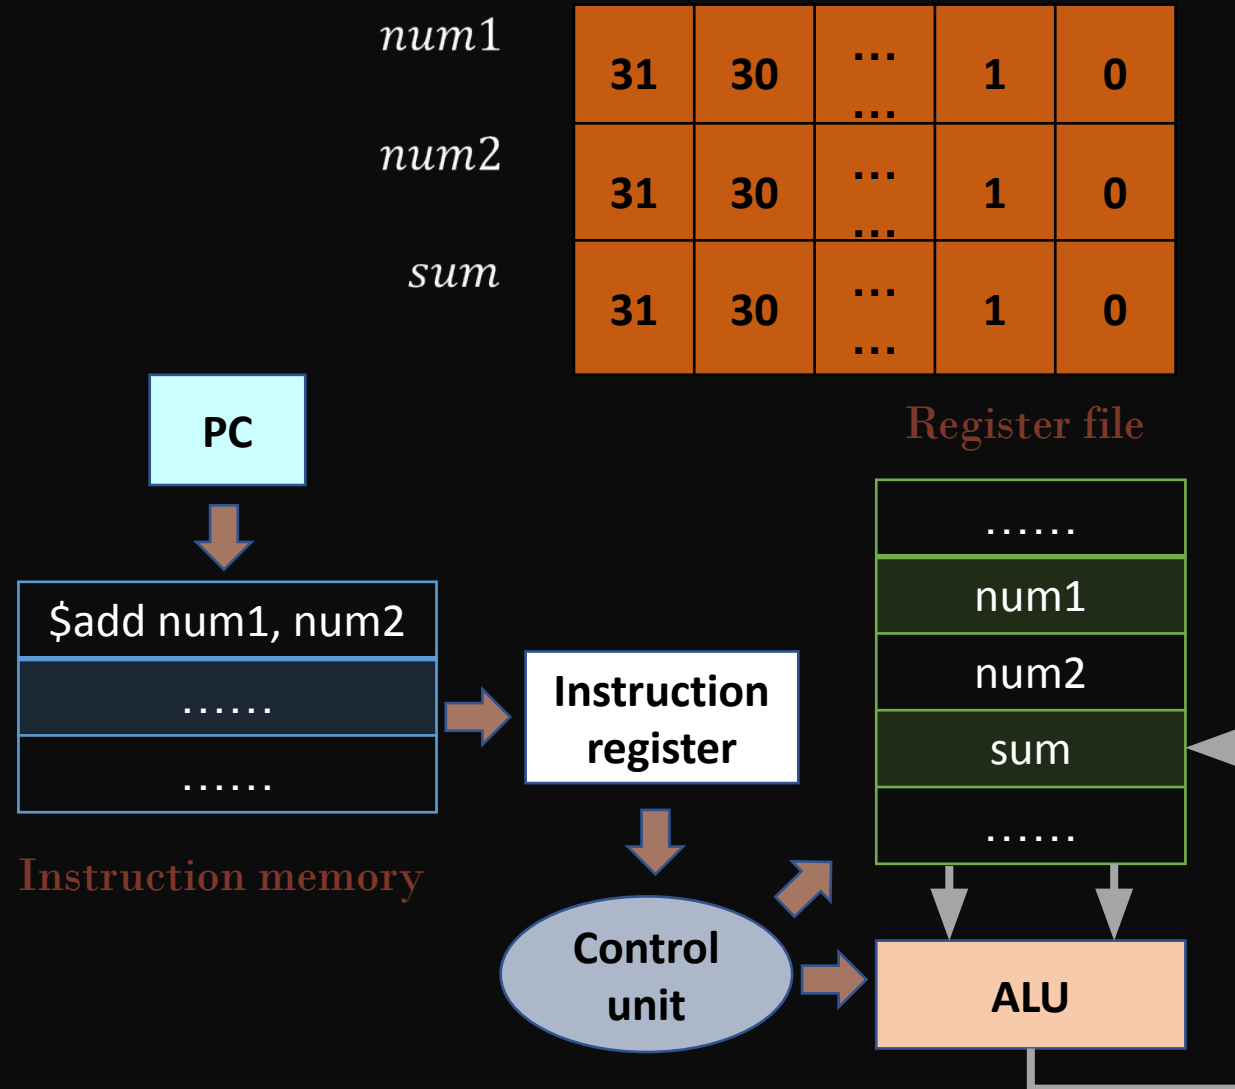 num1
31 30 ... ... 1 0
num2
31 30 ... ... 1 0
sum
31 30 ... ... 1 0
PC
Register file
......
$add num1, num2
num1
......
num2
Instruction
register
sum
......
......
Instruction memory
Control
unit
ALU